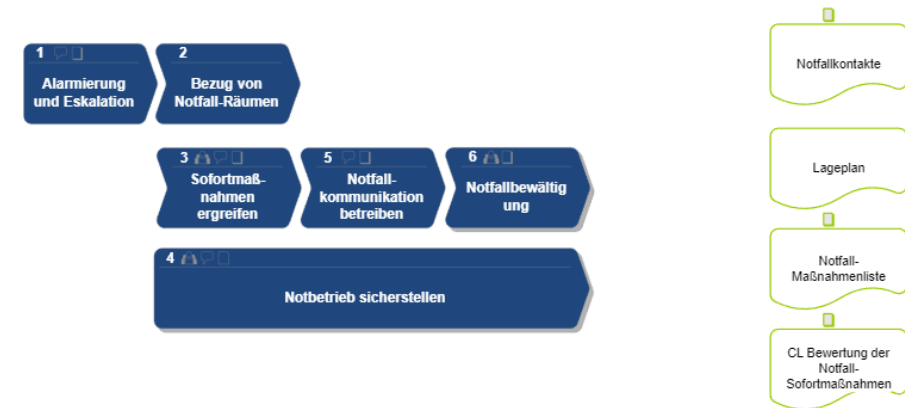 1
Alarmierung
und Eskalation
2
Bezug von
Notfall-Räumen
3
Sofortmaß-
nahmen
ergreifen
5
Notfall-
kommunikation
betreiben
6
Notfallbewältig
ung
4
Notbetrieb sicherstellen
Notfallkontakte
Lageplan
Notfall-
Maßnahmenliste
CL Bewertung der
Notfall-
Sofortmaßnahmen